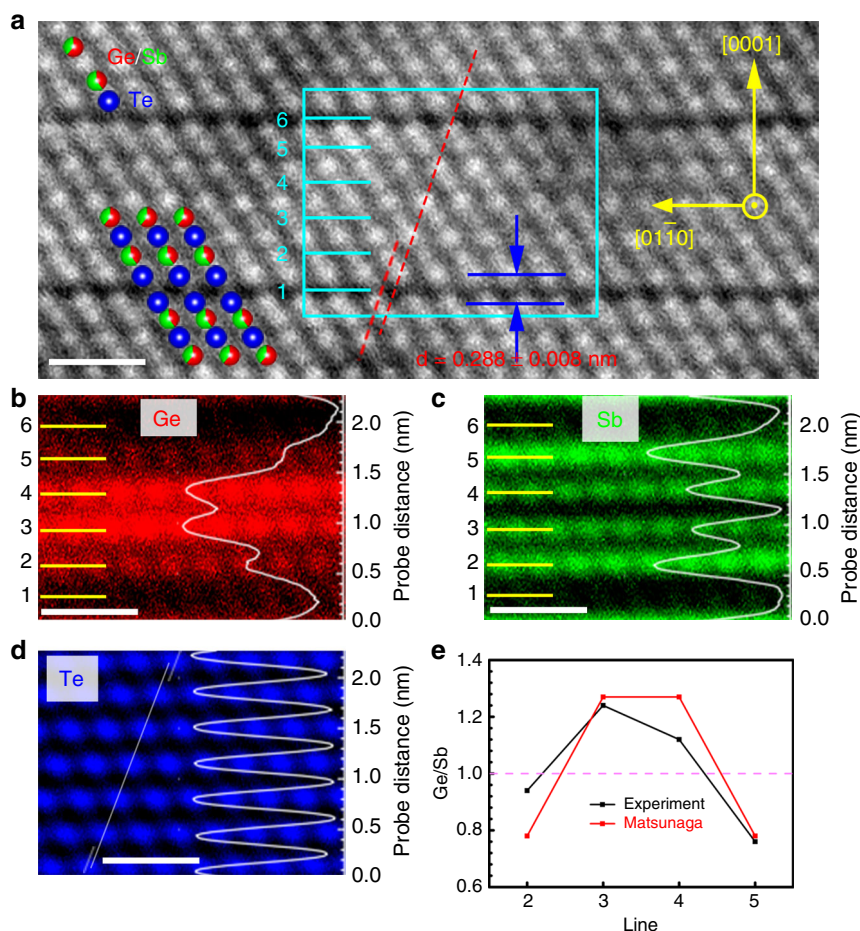 a
Ge/Sb
Te
[0001]
[011̅0]
6
5
4
3
2
1
d = 0.288 ± 0.008 nm
b
Ge
6
5
4
3
2
1
2.0
1.5
1.0
0.5
0.0
Probe distance (nm)
c
Sb
6
5
4
3
2
1
2.0
1.5
1.0
0.5
0.0
Probe distance (nm)
d
Te
2.0
1.5
1.0
0.5
0.0
Probe distance (nm)
e
1.4
1.2
1.0
0.8
0.6
Ge/Sb
Experiment
Matsunaga
2 3 4 5
Line